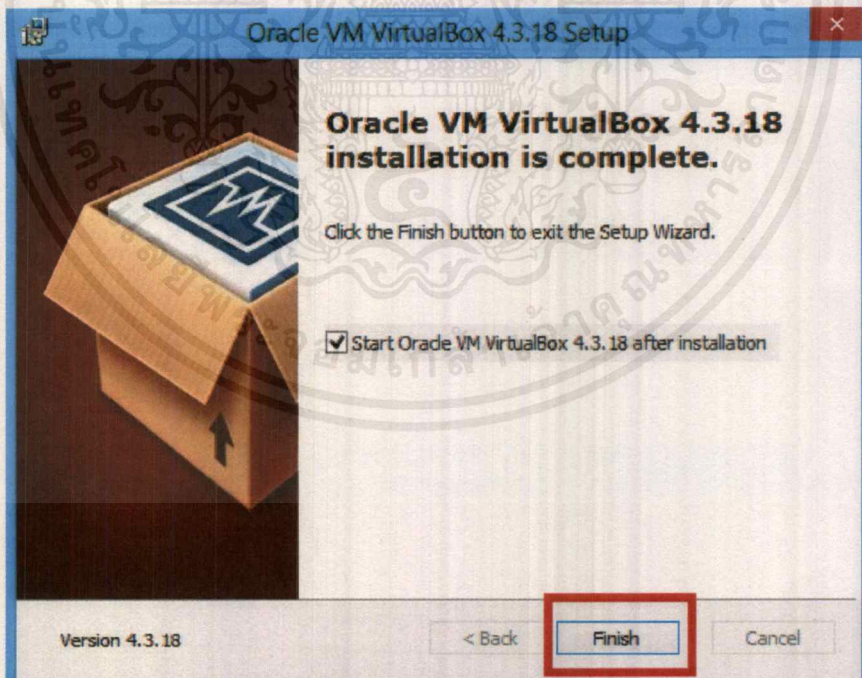 Oracle VM VirtualBox 4.3.18 Setup
Oracle VM VirtualBox 4.3.18
installation is complete.
Click the Finish button to exit the Setup Wizard.
Start Oracle VM VirtualBox 4.3.18 after installation
Version 4.3.18
< Back
Finish
Cancel